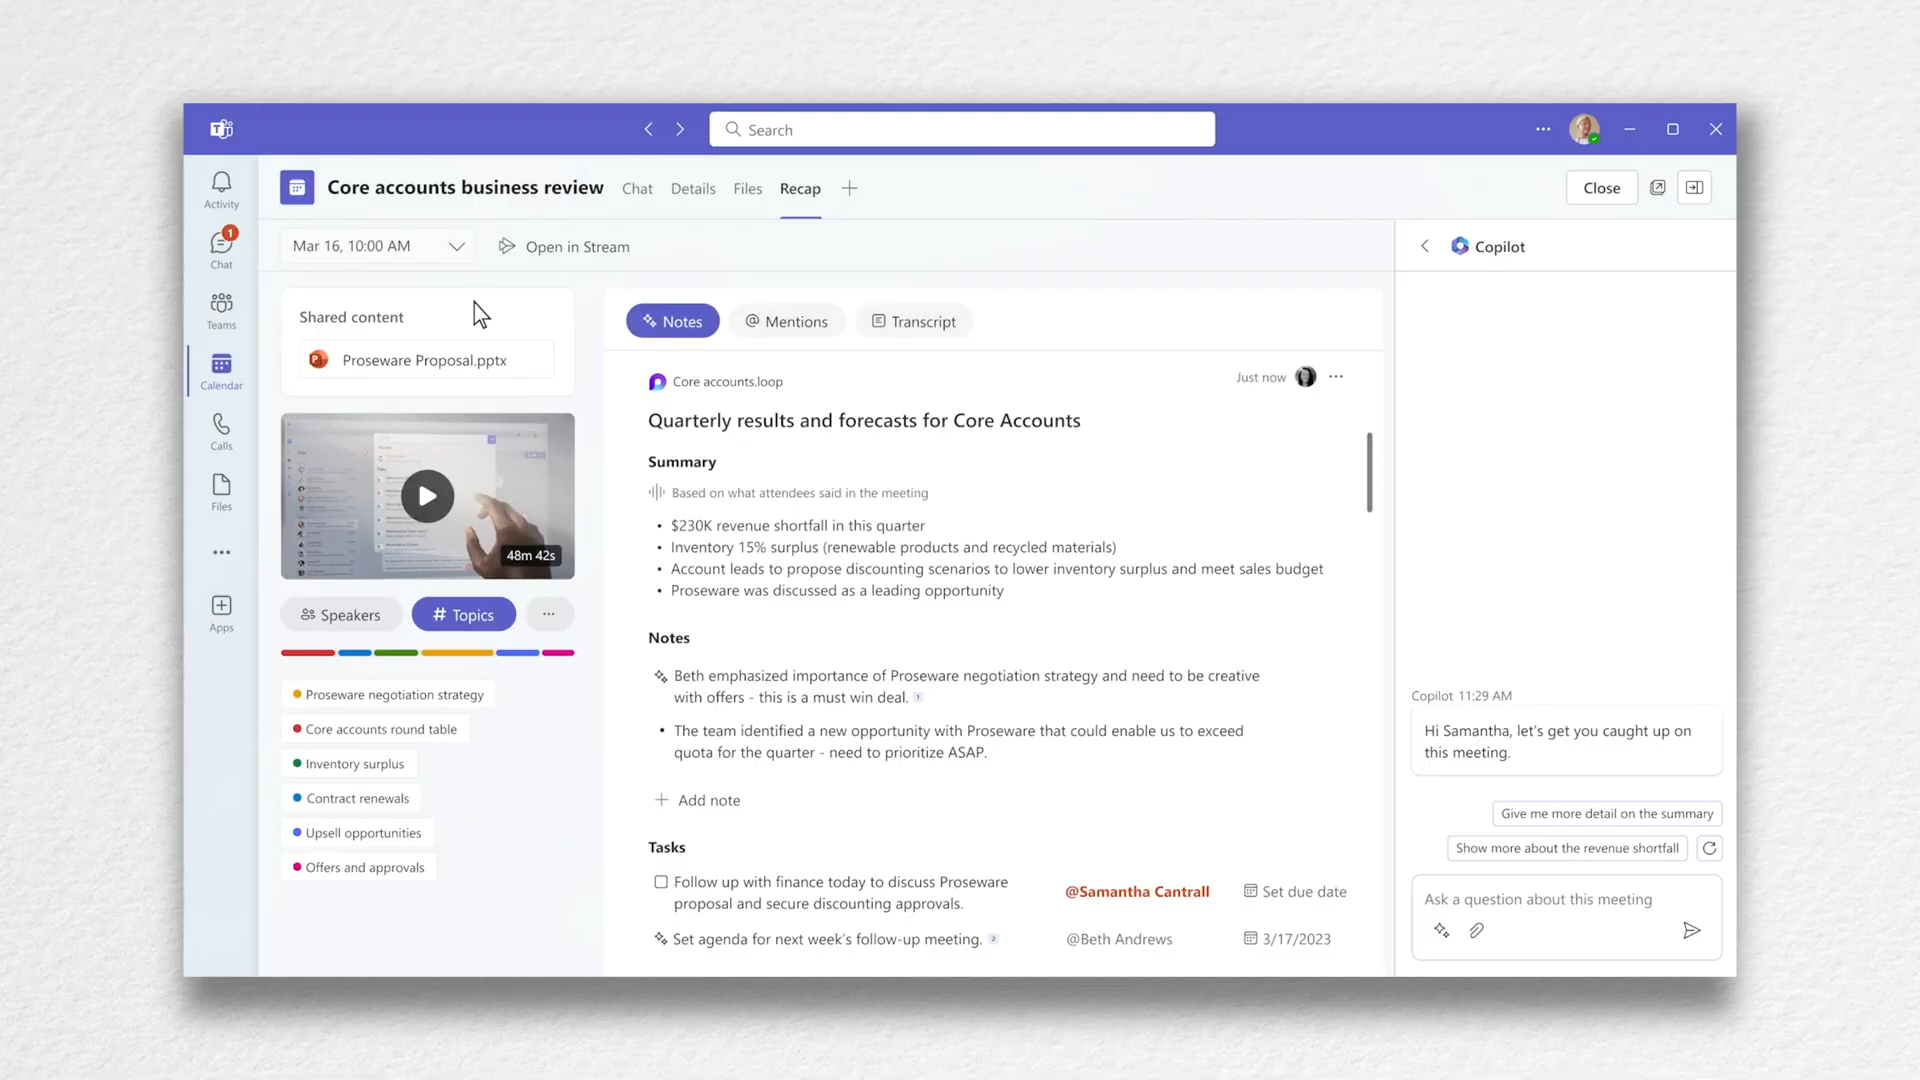 Search
Activity
1
Chat
Teams
Calendar
Calls
Files
Apps
Core accounts business review
Chat
Details
Files
Recap
Close
Mar 16, 10:00 AM
Open in Stream
Shared content
Proseware Proposal.pptx
48m 42s
Speakers
# Topics
Proseware negotiation strategy
Core accounts round table
Inventory surplus
Contract renewals
Upsell opportunities
Offers and approvals
Notes
@ Mentions
Transcript
Core accounts.loop
Just now
Quarterly results and forecasts for Core Accounts
Summary
Based on what attendees said in the meeting
• $230K revenue shortfall in this quarter
• Inventory 15% surplus (renewable products and recycled materials)
• Account leads to propose discounting scenarios to lower inventory surplus and meet sales budget
• Proseware was discussed as a leading opportunity
Notes
Beth emphasized importance of Proseware negotiation strategy and need to be creative
with offers - this is a must win deal. 1
• The team identified a new opportunity with Proseware that could enable us to exceed
quota for the quarter - need to prioritize ASAP.
Add note
Tasks
Follow up with finance today to discuss Proseware
proposal and secure discounting approvals.
@Samantha Cantrall
Set due date
Set agenda for next week's follow-up meeting. 2
@Beth Andrews
3/17/2023
Copilot
Copilot 11:29 AM
Hi Samantha, let's get you caught up on
this meeting.
Give me more detail on the summary
Show more about the revenue shortfall
Ask a question about this meeting